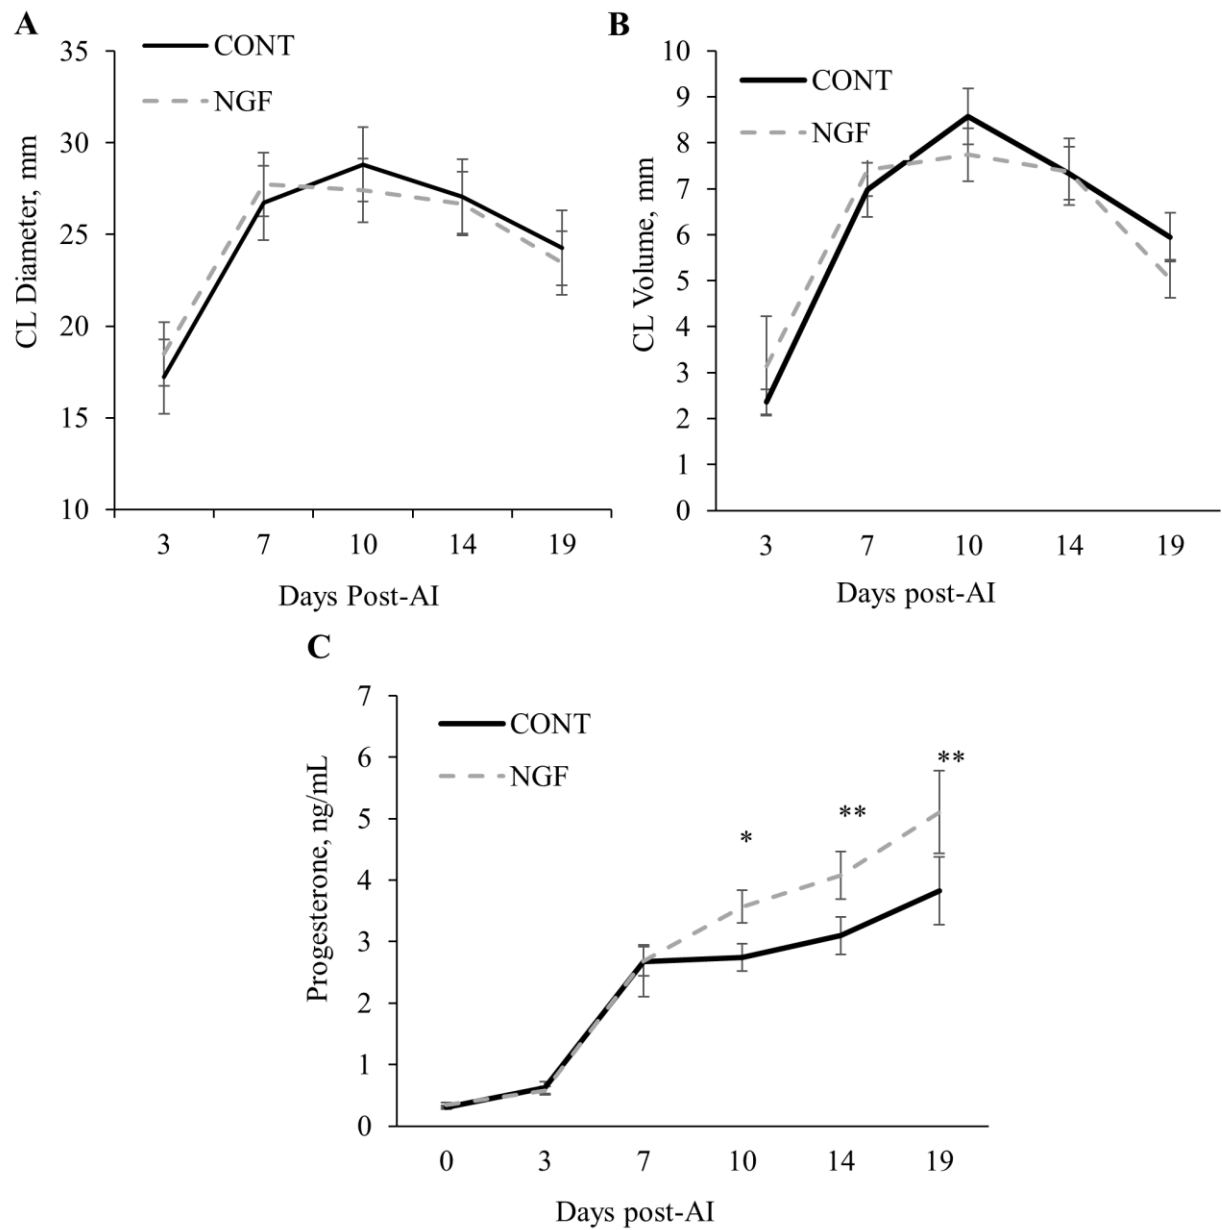 A
CONT
NGF
35
30
25
20
15
10
CL Diameter, mm
3 7 10 14 19
Days Post-AI
B
CONT
NGF
10
9
8
7
6
5
4
3
2
1
0
CL Volume, mm
3 7 10 14 19
Days post-AI
C
CONT
NGF
7
6
5
4
3
2
1
0
Progesterone, ng/mL
*
**
**
0 3 7 10 14 19
Days post-AI